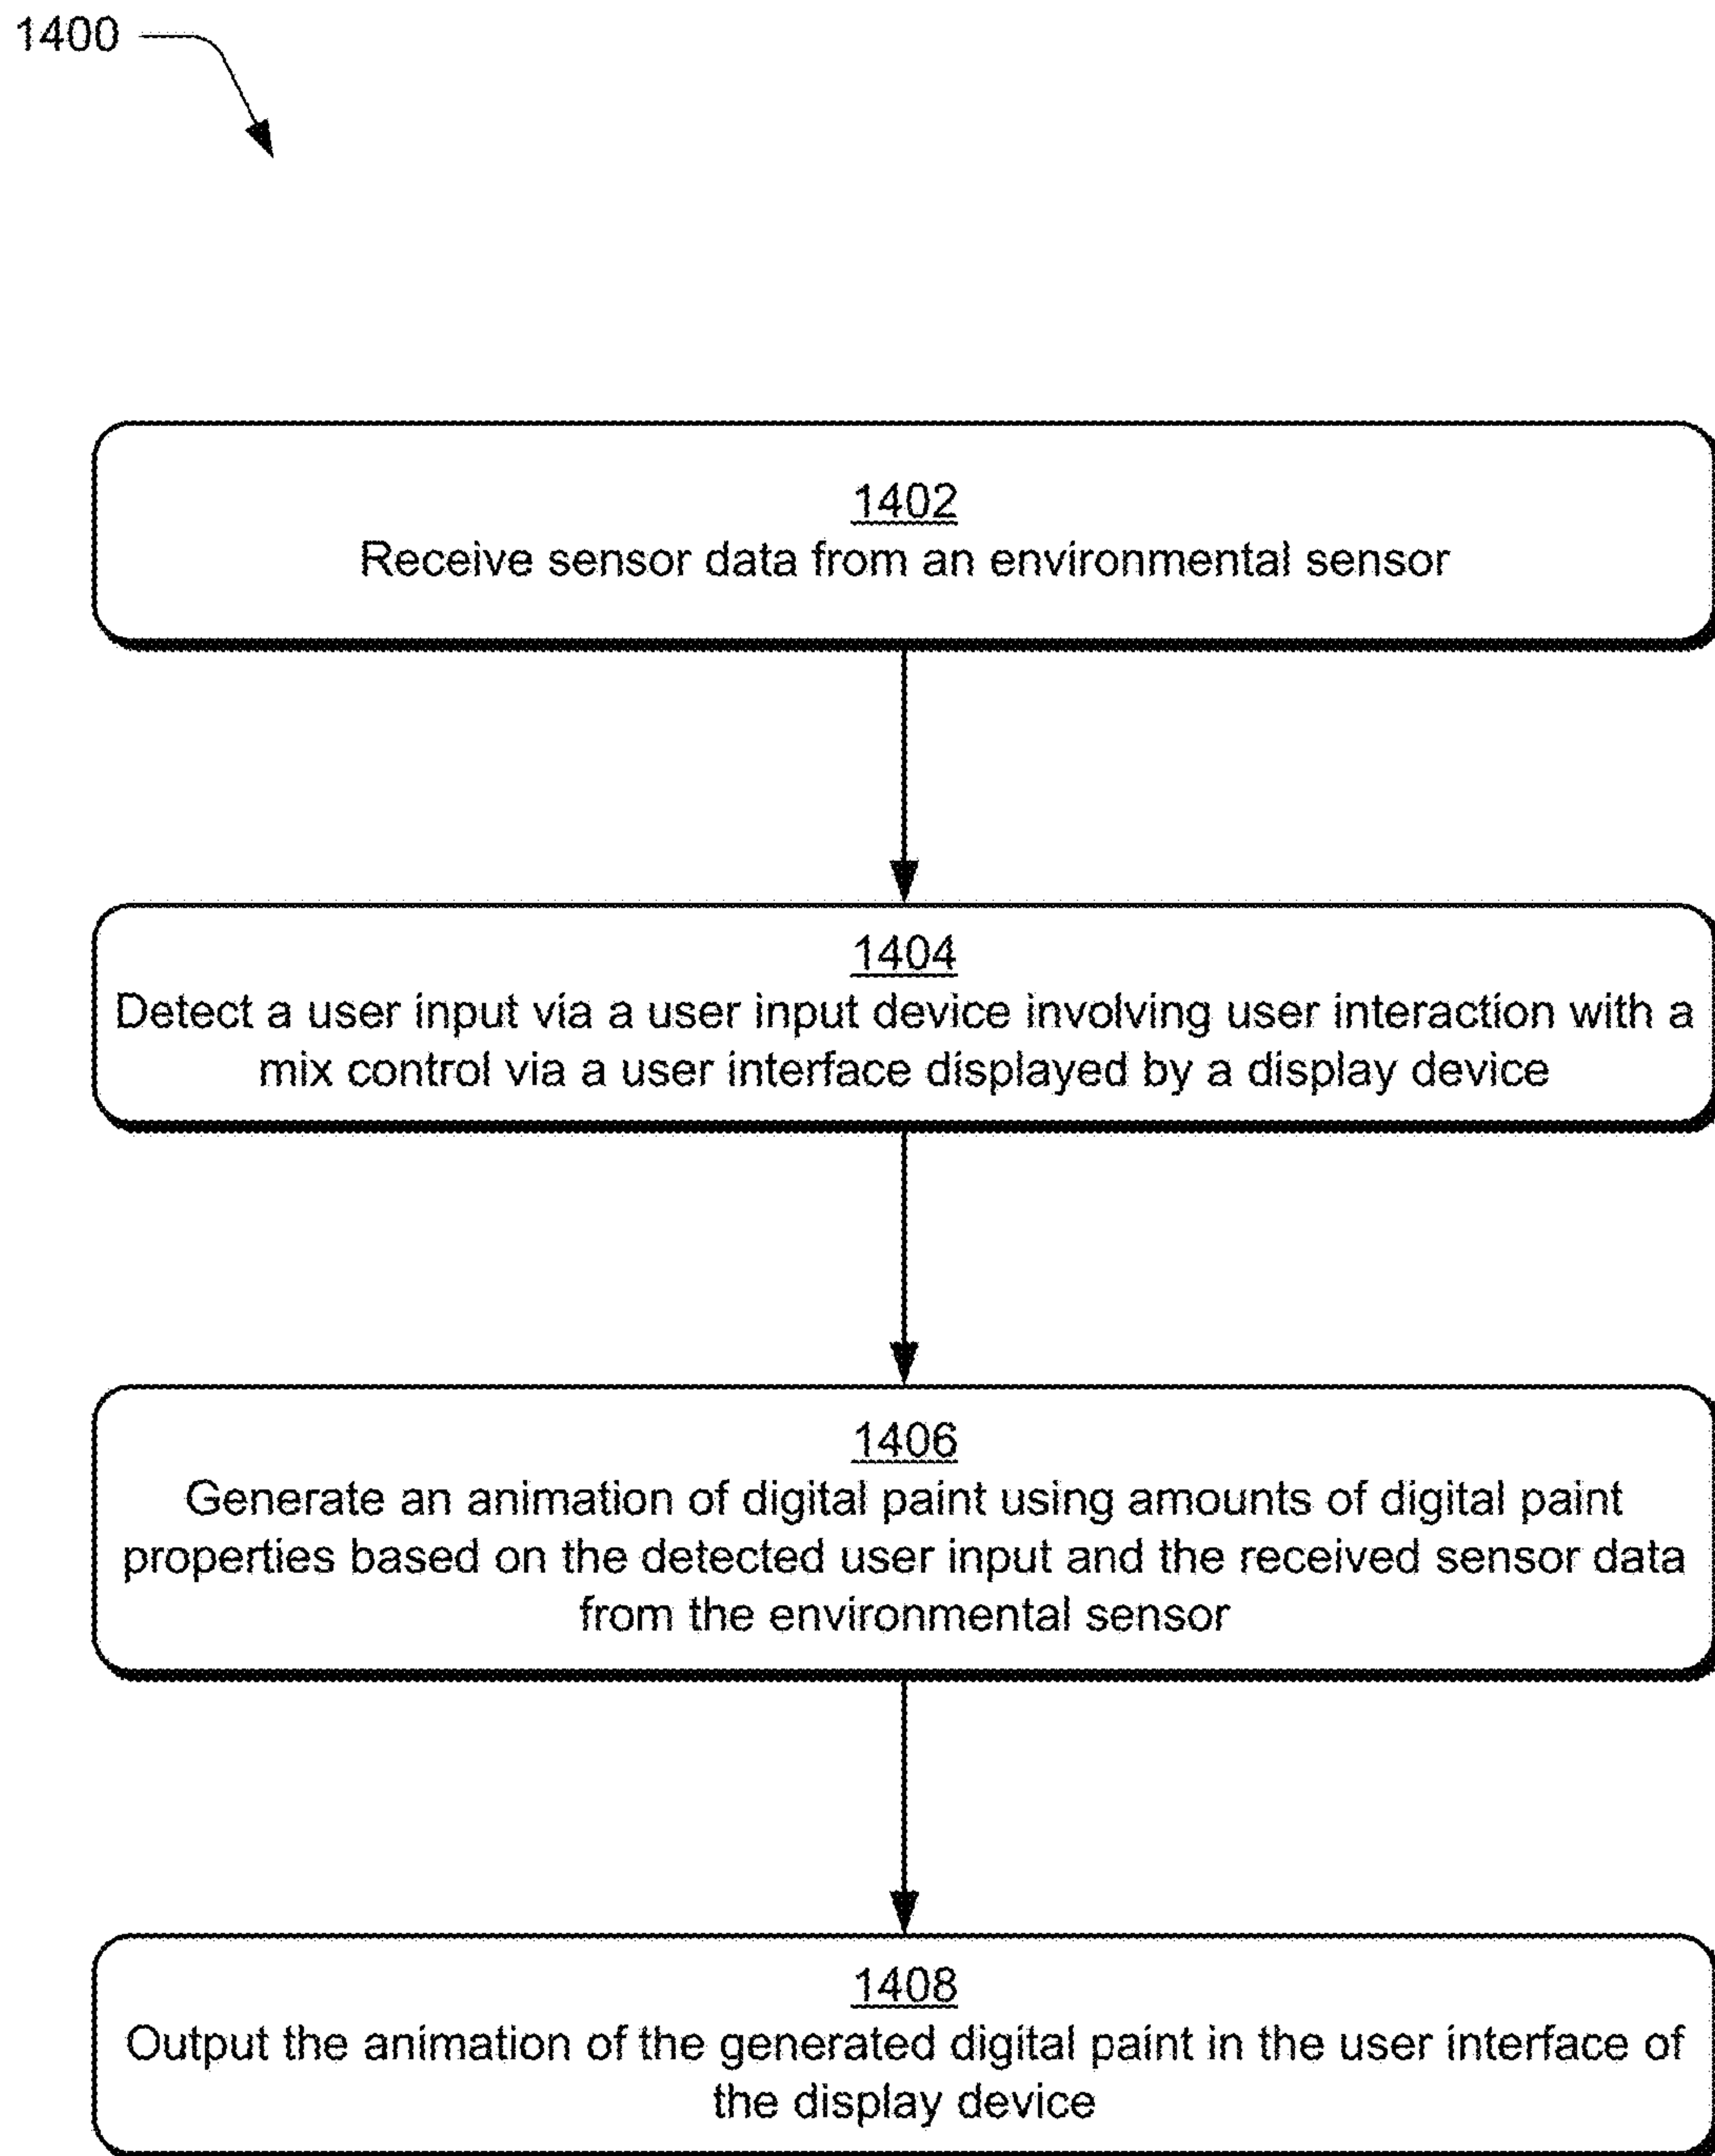 1400
1402
Receive sensor data from an environmental sensor
1404
Detect a user input via a user input device involving user interaction with a
mix control via a user interface displayed by a display device
1406
Generate an animation of digital paint using amounts of digital paint
properties based on the detected user input and the received sensor data
from the environmental sensor
1408
Output the animation of the generated digital paint in the user interface of
the display device